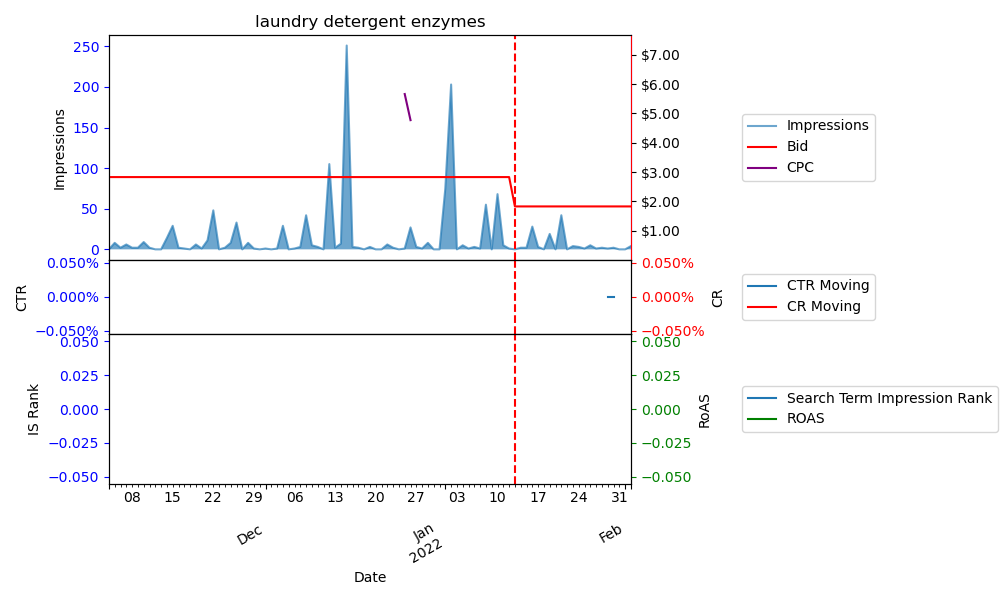 laundry detergent enzymes
250
200
150
100
50
0
Impressions
$7.00
$6.00
$5.00
$4.00
$3.00
$2.00
$1.00
Impressions
Bid
CPC
0.050%
0.000%
−0.050%
CTR
0.050%
0.000%
−0.050%
CR
CTR Moving
CR Moving
0.050
0.025
0.000
−0.025
−0.050
IS Rank
0.050
0.025
0.000
−0.025
−0.050
RoAS
Search Term Impression Rank
ROAS
08 15 22 29 06 13 20 27 03 10 17 24 31
Dec Jan Feb
2022
Date